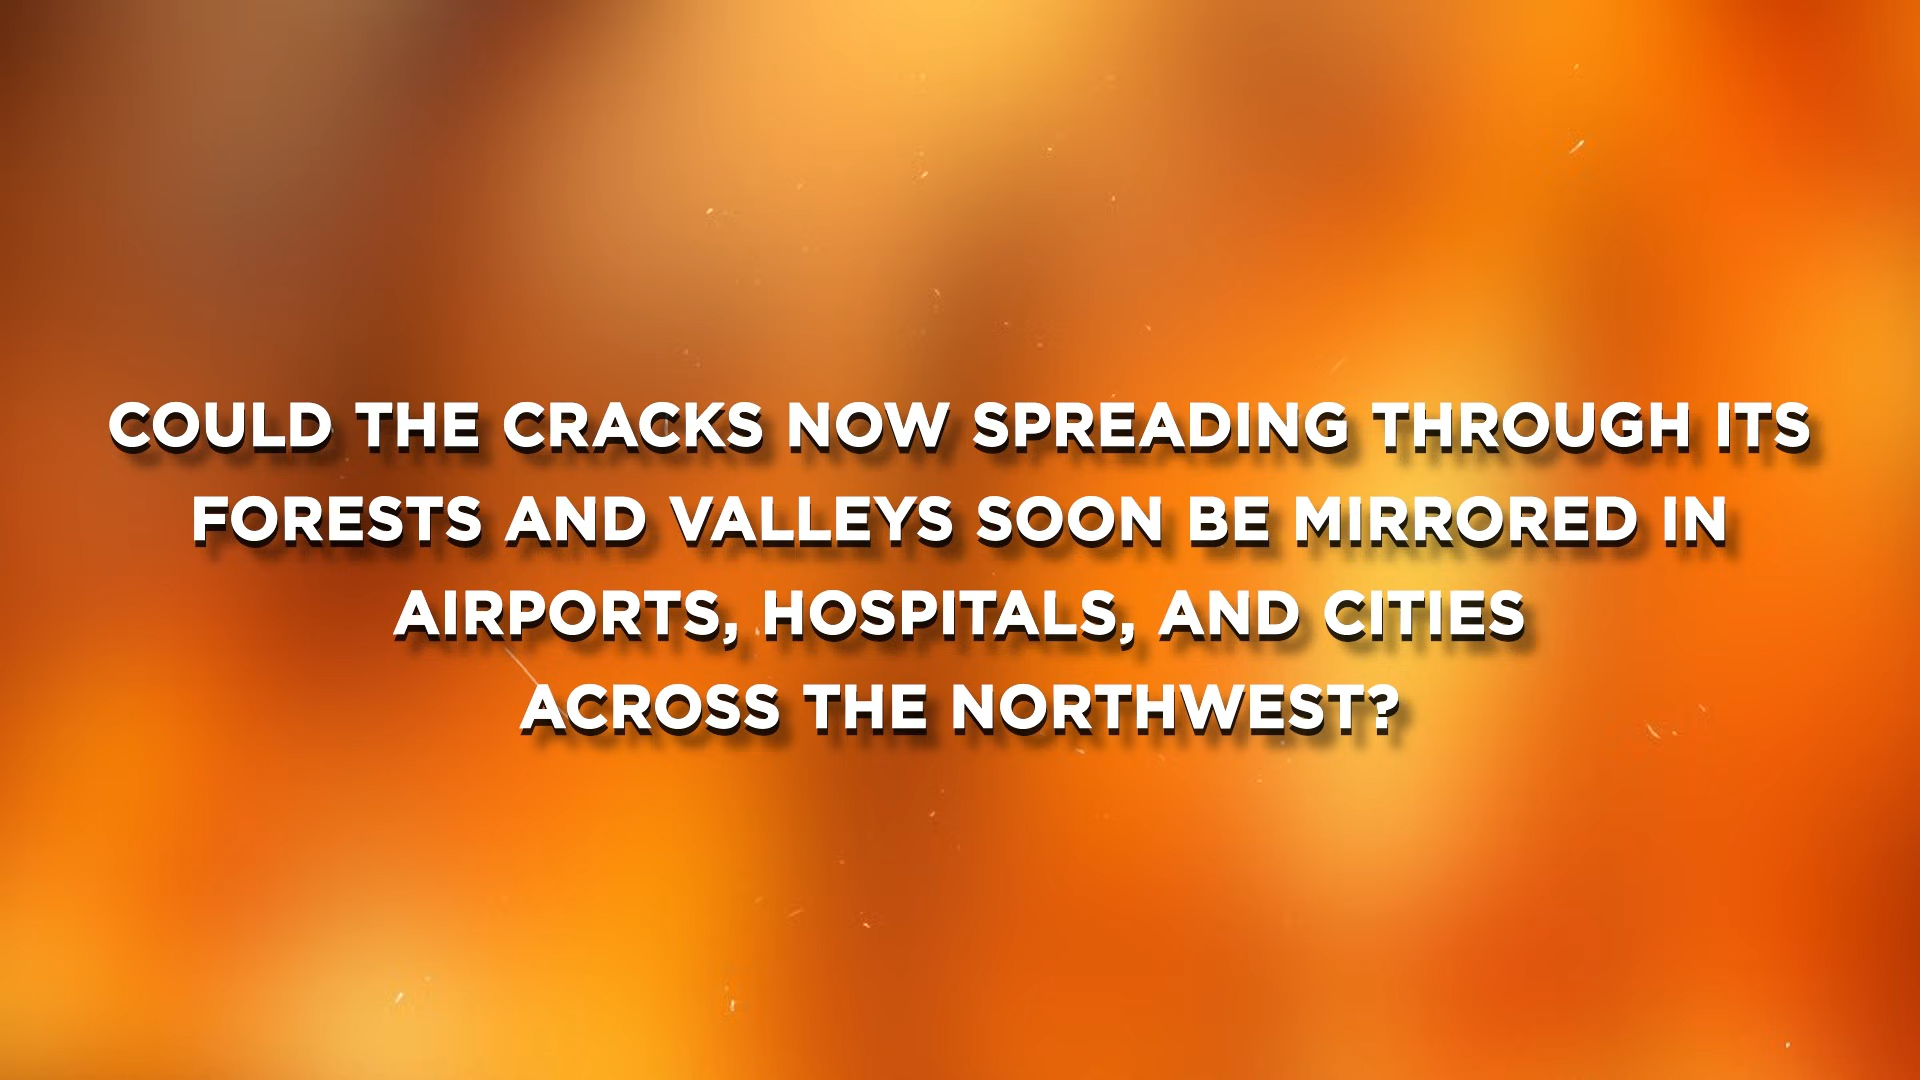 COULD THE CRACKS NOW SPREADING THROUGH ITS
FORESTS AND VALLEYS SOON BE MIRRORED IN
AIRPORTS, HOSPITALS, AND CITIES
ACROSS THE NORTHWEST?